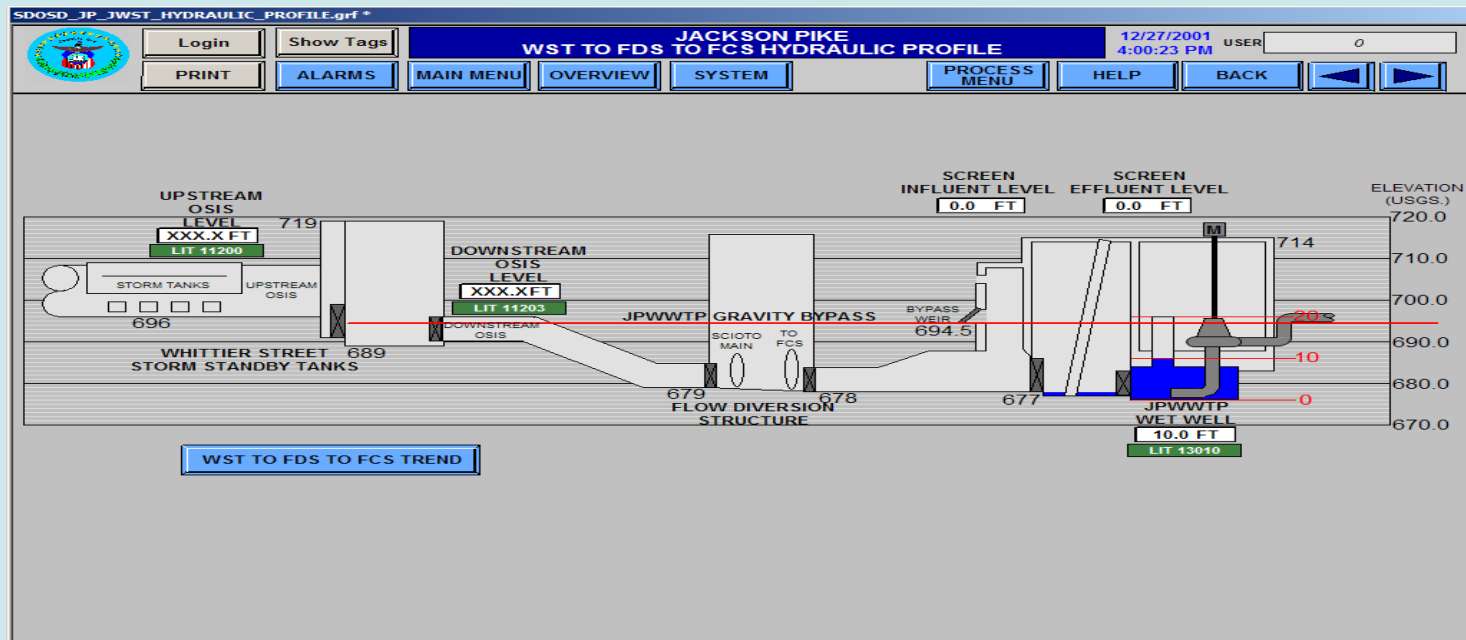 SDOSD_JP_JWST_HYDRAULIC_PROFILE.grf *
Login
Show Tags
JACKSON PIKE
WST TO FDS TO FCS HYDRAULIC PROFILE
12/27/2001
4:00:23 PM
USER
0
PRINT
ALARMS
MAIN MENU
OVERVIEW
SYSTEM
PROCESS
MENU
HELP
BACK
UPSTREAM
OSIS
LEVEL
XXX.X FT
LIT 11200
719
DOWNSTREAM
OSIS
LEVEL
XXX.XFT
LIT 11203
SCREEN
INFLUENT LEVEL
0.0 FT
SCREEN
EFFLUENT LEVEL
0.0 FT
ELEVATION
(USGS.)
720.0
710.0
700.0
690.0
680.0
670.0
M
714
STORM TANKS
UPSTREAM
OSIS
696
DOWNSTREAM
OSIS
JPWWTP GRAVITY BYPASS
BYPASS
WEIR
694.5
20
10
0
SCIOTO
MAIN
TO
FCS
WHITTIER STREET
STORM STANDBY TANKS
689
679
678
677
FLOW DIVERSION
STRUCTURE
JPWWTP
WET WELL
10.0 FT
LIT 13010
WST TO FDS TO FCS TREND